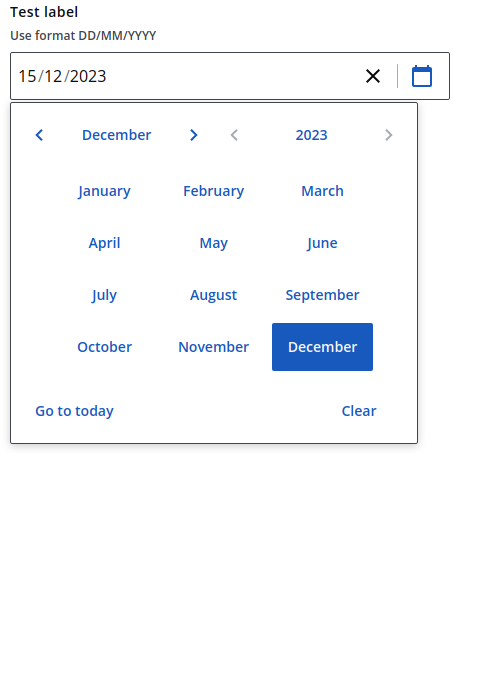 Test label
Use format DD/MM/YYYY
15/12/2023
December 2023
January February March
April May June
July August September
October November December
Go to today Clear